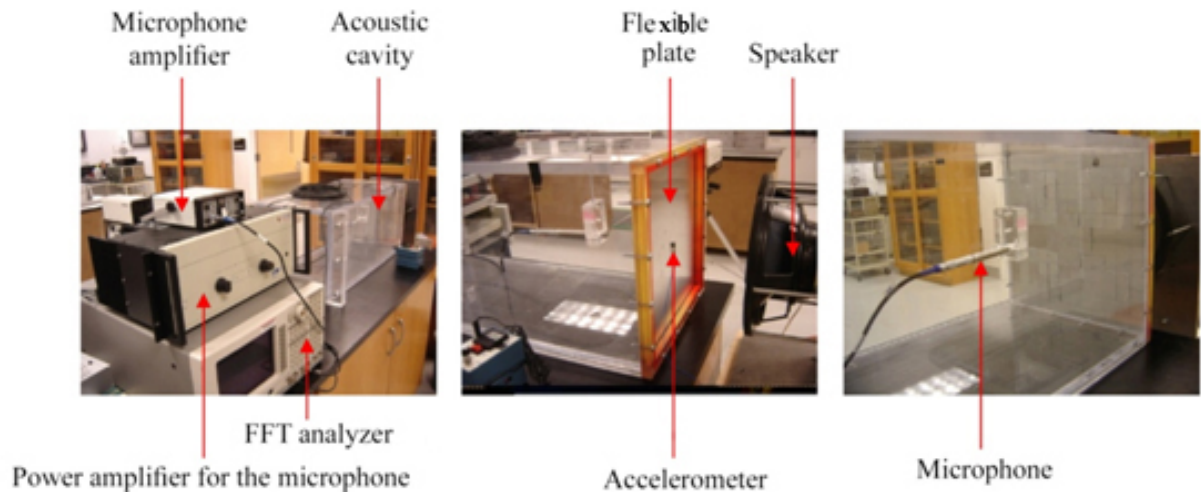 Microphone
amplifier
Acoustic
cavity
Flexible
plate
Speaker
FFT analyzer
Power amplifier for the microphone
Accelerometer
Microphone